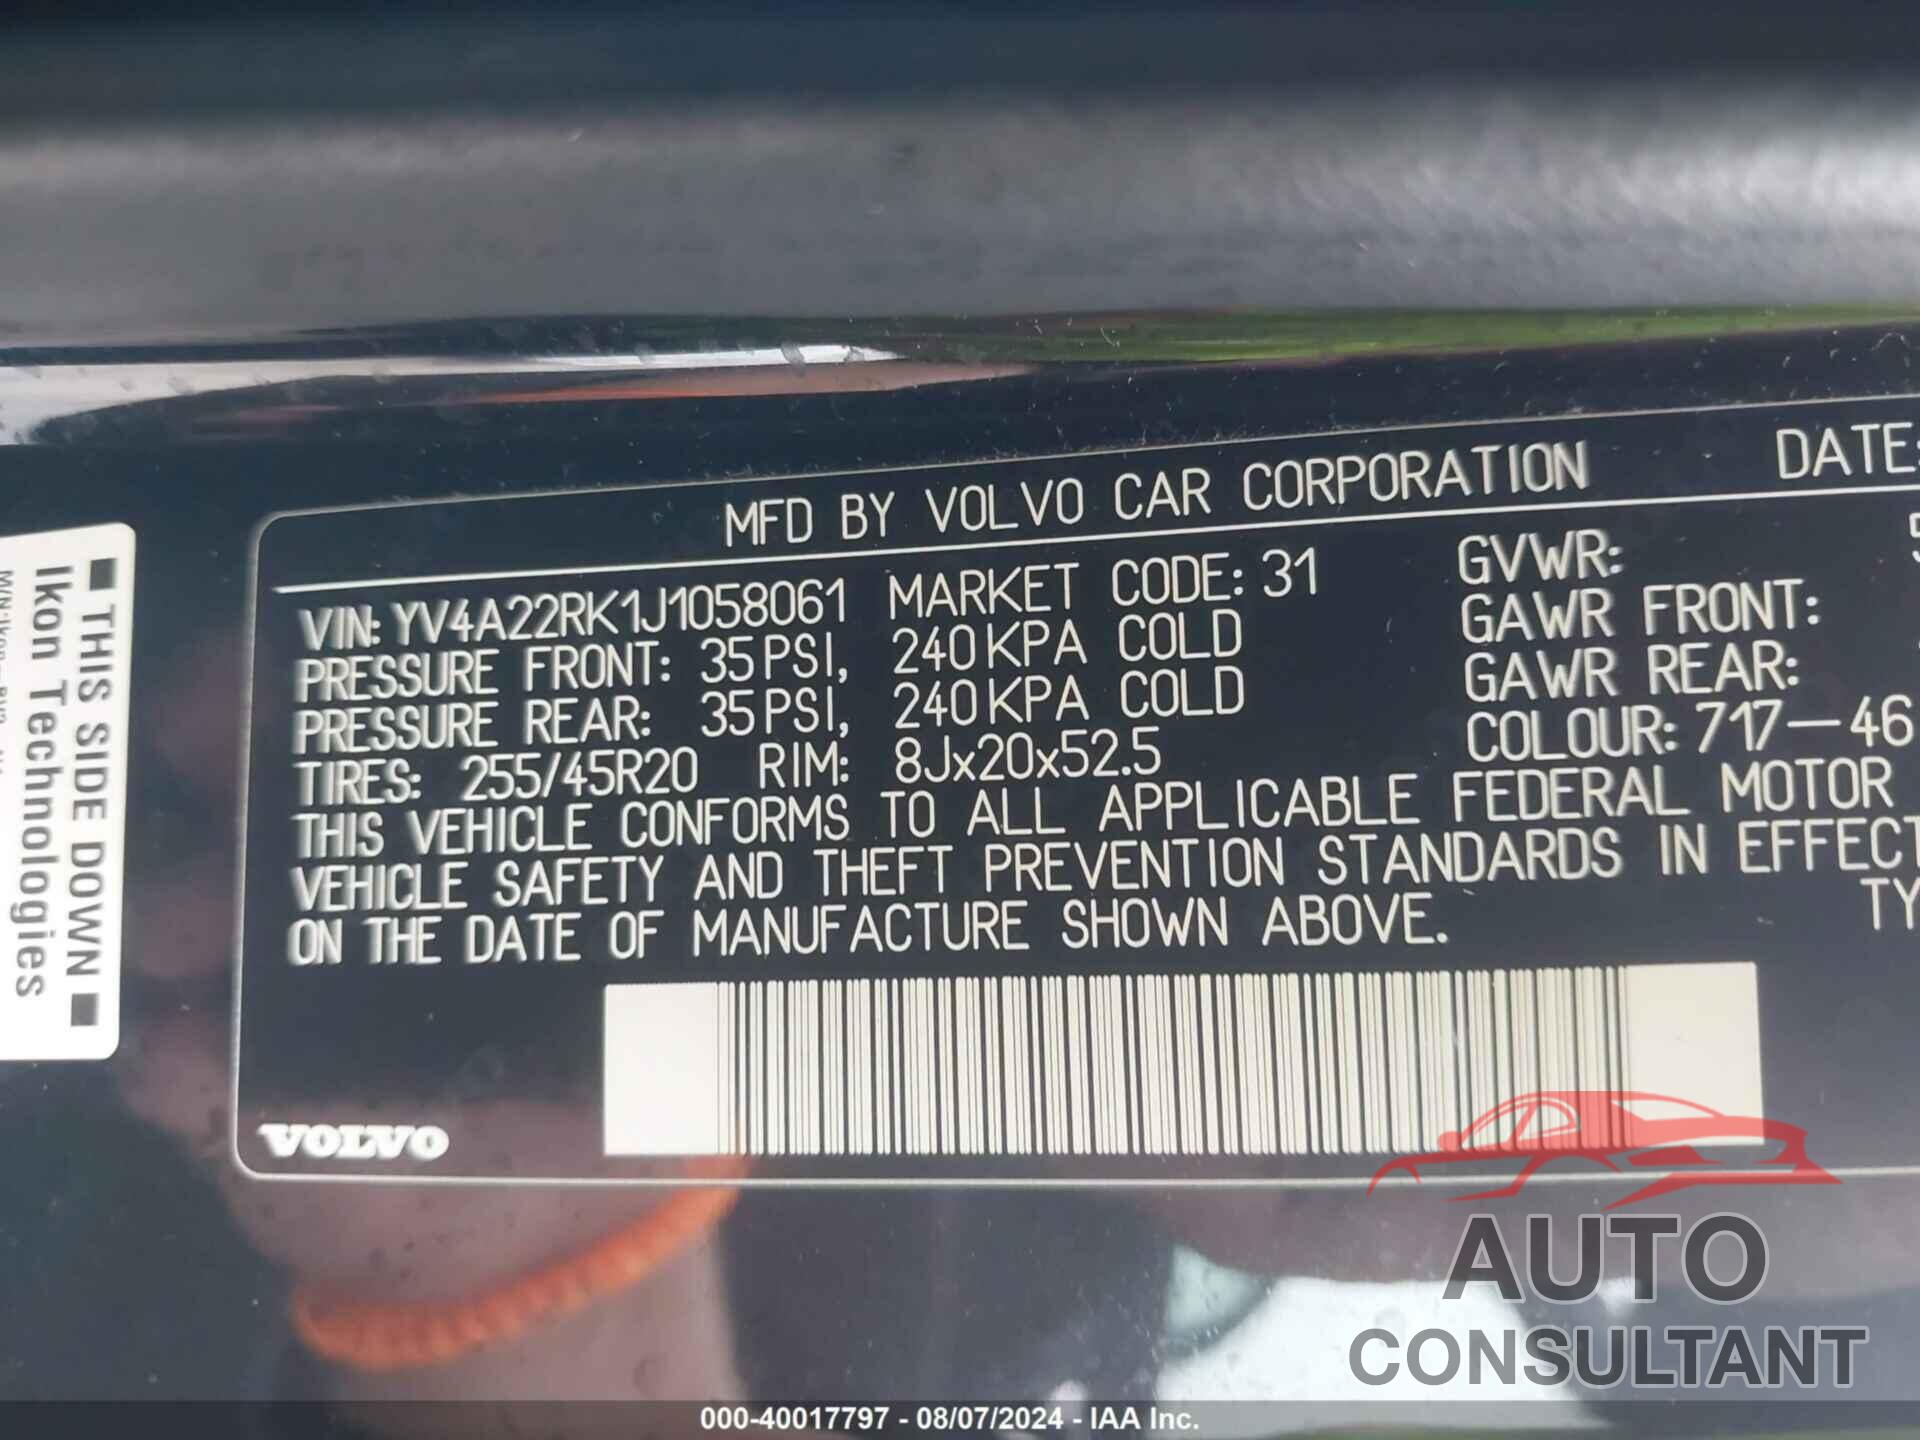 MFD BY VOLVO CAR CORPORATION DATE:
VIN: YV4A22RK1J1058061 MARKET CODE: 31 GVWR: 5
PRESSURE FRONT: 35 PSI, 240 KPA COLD GAWR FRONT:
PRESSURE REAR: 35 PSI, 240 KPA COLD GAWR REAR:
TIRES: 255/45R20 RIM: 8Jx20x52.5 COLOUR: 717-46
THIS VEHICLE CONFORMS TO ALL APPLICABLE FEDERAL MOTOR
VEHICLE SAFETY AND THEFT PREVENTION STANDARDS IN EFFECT
ON THE DATE OF MANUFACTURE SHOWN ABOVE. TY
VOLVO
■ THIS SIDE DOWN ■
Ikon Technologies
AUTO
CONSULTANT
000-40017797 - 08/07/2024 - IAA Inc.